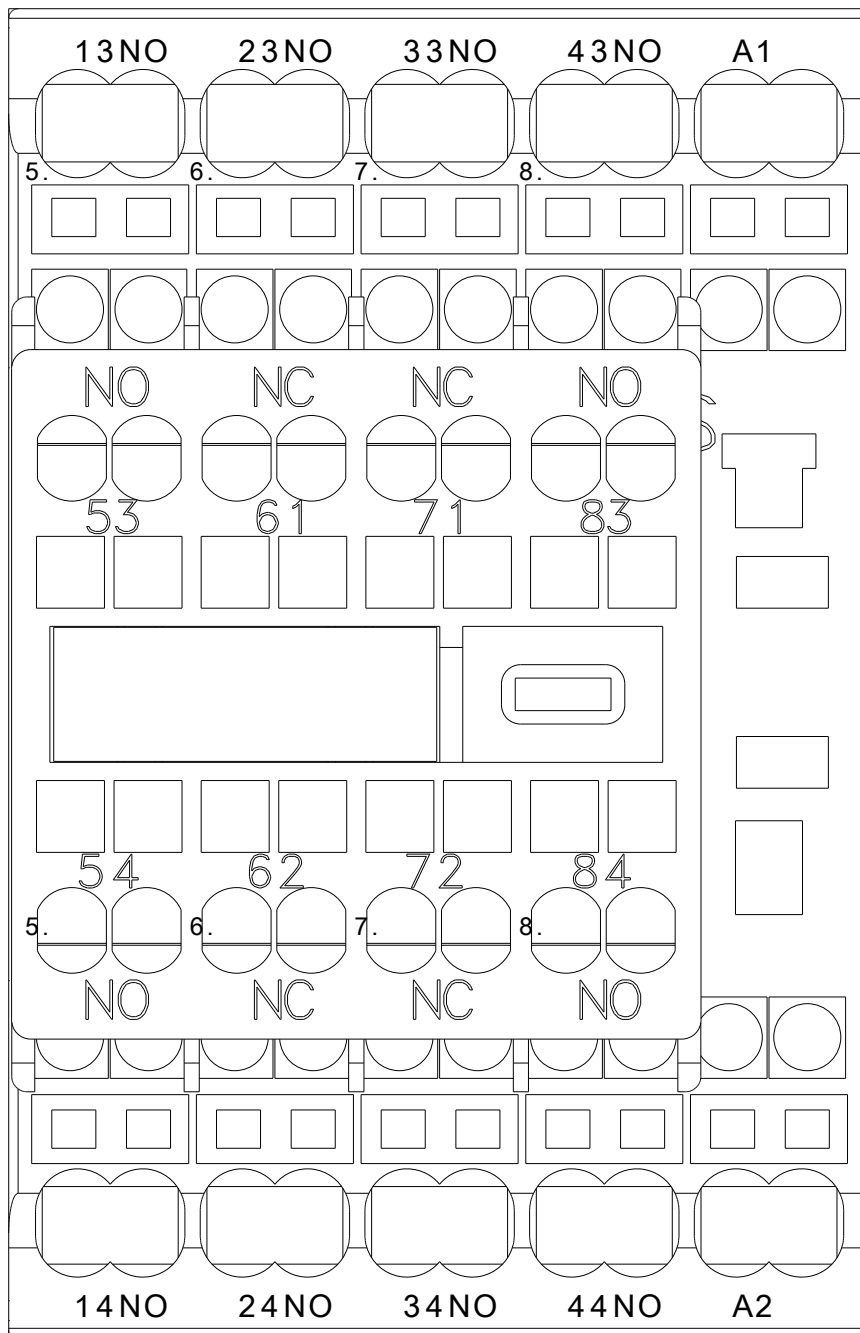 13NO 23NO 33NO 43NO A1
5. 6. 7. 8.
NO NC NC NO
53 61 71 83
54 62 72 84
5. 6. 7. 8.
NO NC NC NO
14NO 24NO 34NO 44NO A2